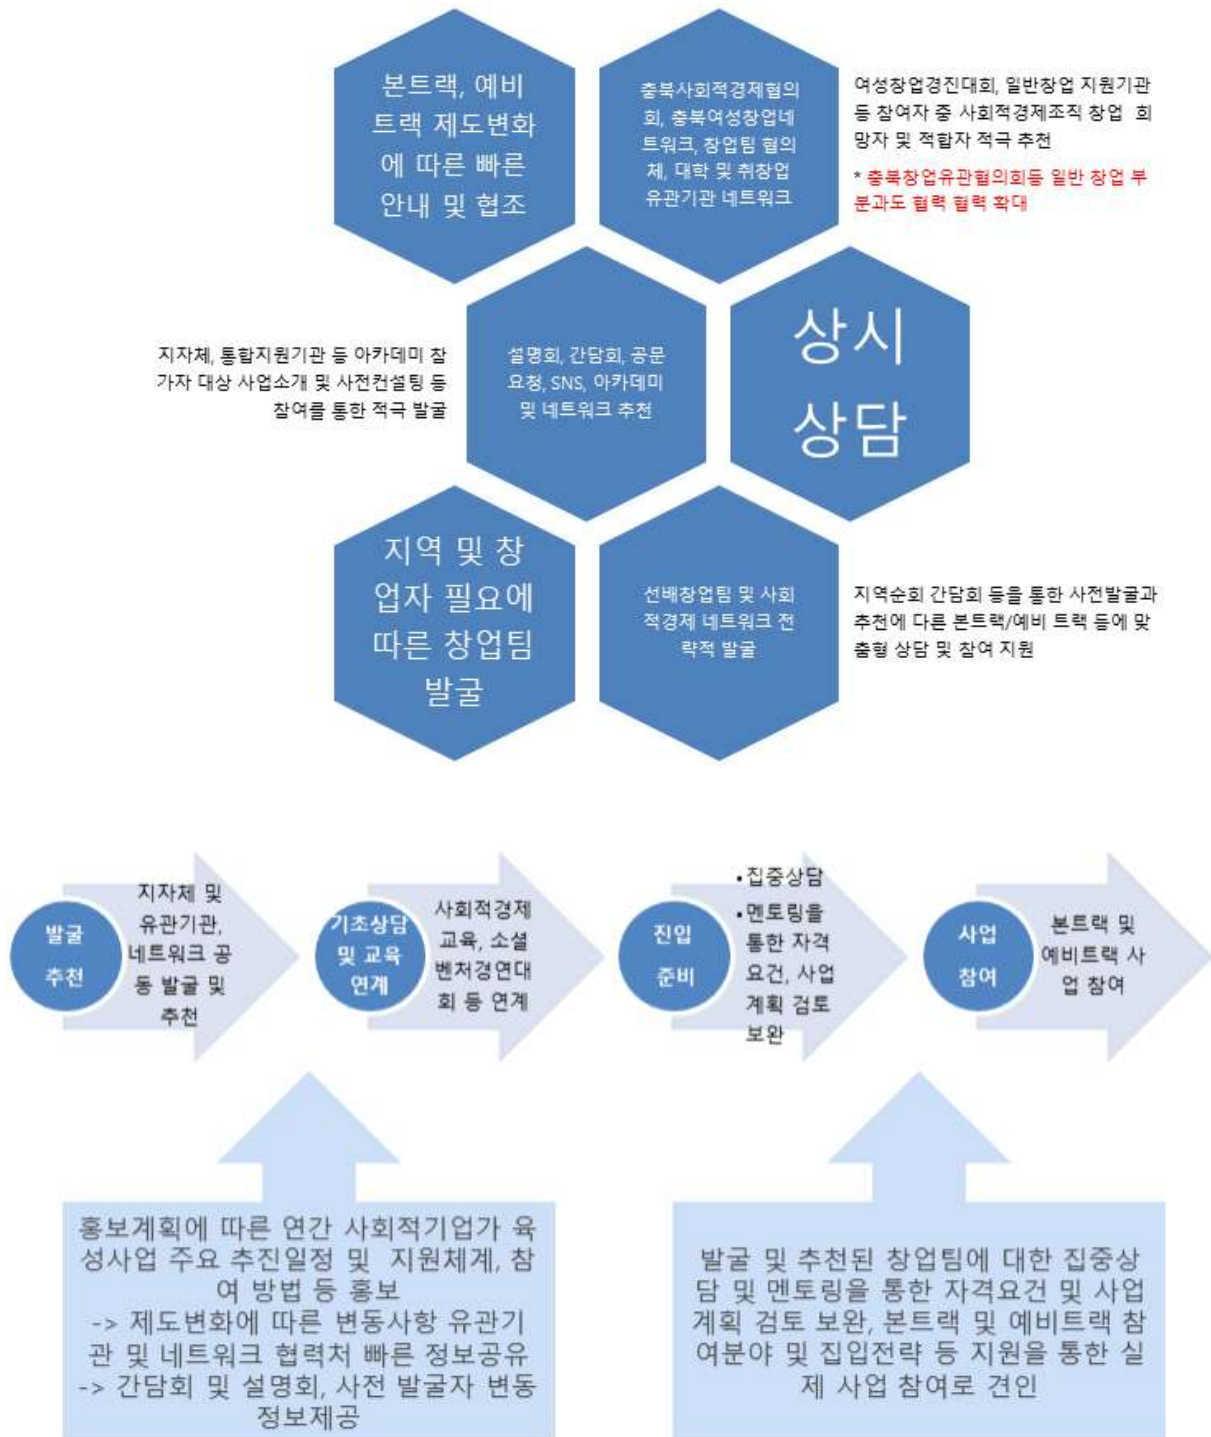 본트랙, 예비
트랙 제도변화
에 따른 빠른
안내 및 협조
충북사회적경제협의
회, 충북여성창업네
트워크, 창업팀 협의
체, 대학 및 취창업
유관기관 네트워크
여성창업경진대회, 일반창업 지원기관
등 참여자 중 사회적경제조직 창업 희
망자 및 적합자 적극 추천
* 충북창업유관협의회등 일반 창업 부
분과도 협력 협력 확대
지자체, 통합지원기관 등 아카데미 참
가자 대상 사업소개 및 사전컨설팅 등
참여를 통한 적극 발굴
설명회, 간담회, 공문
요청, SNS, 아카데미
및 네트워크 추천
상시
상담
지역 및 창
업자 필요에
따른 창업팀
발굴
선배창업팀 및 사회
적경제 네트워크 전
략적 발굴
지역순회 간담회 등을 통한 사전발굴과
추천에 다른 본트랙/예비 트랙 등에 맞
춤형 상담 및 참여 지원
발굴
추천
지자체 및
유관기관,
네트워크 공
동 발굴 및
추천
기초상담
및 교육
연계
사회적경제
교육, 소셜
벤처경연대
회 등 연계
진입
준비
•집중상담
•멘토링을
통한 자격
요건, 사업
계획 검토
보완
사업
참여
본트랙 및
예비트랙 사
업 참여
홍보계획에 따른 연간 사회적기업가 육
성사업 주요 추진일정 및 지원체계, 참
여 방법 등 홍보
-> 제도변화에 따른 변동사항 유관기
관 및 네트워크 협력처 빠른 정보공유
-> 간담회 및 설명회, 사전 발굴자 변동
정보제공
발굴 및 추천된 창업팀에 대한 집중상
담 및 멘토링을 통한 자격요건 및 사업
계획 검토 보완, 본트랙 및 예비트랙 참
여분야 및 집입전략 등 지원을 통한 실
제 사업 참여로 견인